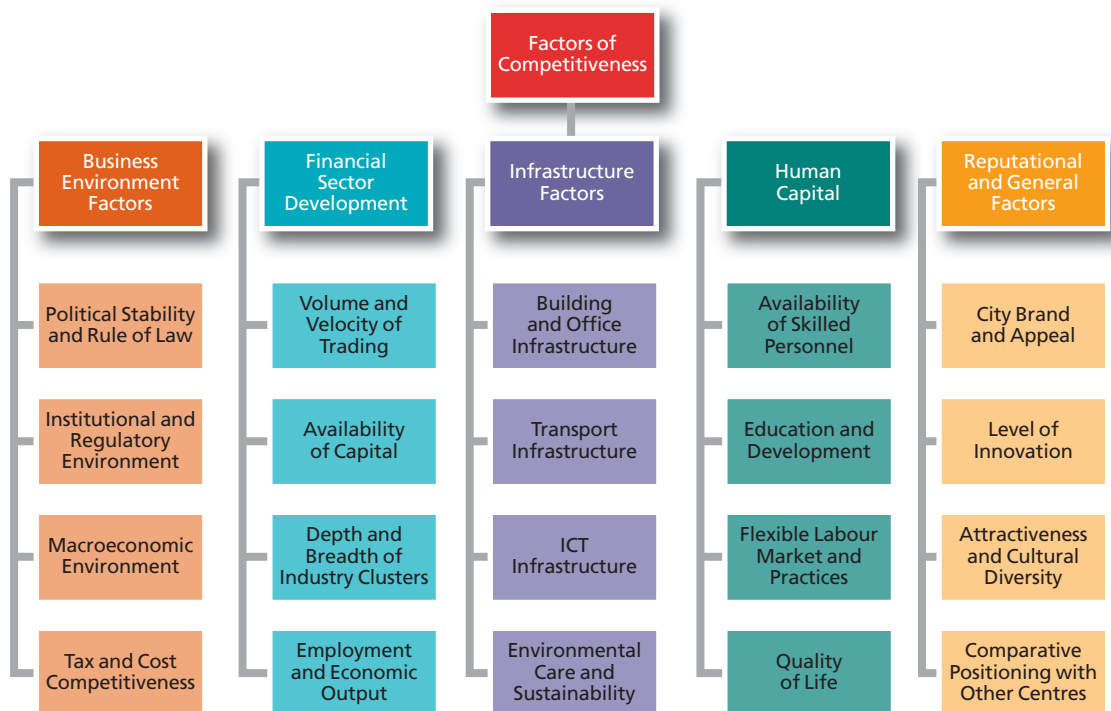 Factors of
Competitiveness
Business
Environment
Factors
Financial
Sector
Development
Infrastructure
Factors
Human
Capital
Reputational
and General
Factors
Political Stability
and Rule of Law
Volume and
Velocity of
Trading
Building
and Office
Infrastructure
Availability
of Skilled
Personnel
City Brand
and Appeal
Institutional and
Regulatory
Environment
Availability
of Capital
Transport
Infrastructure
Education and
Development
Level of
Innovation
Macroeconomic
Environment
Depth and
Breadth of
Industry Clusters
ICT
Infrastructure
Flexible Labour
Market and
Practices
Attractiveness
and Cultural
Diversity
Tax and Cost
Competitiveness
Employment
and Economic
Output
Environmental
Care and
Sustainability
Quality
of Life
Comparative
Positioning with
Other Centres